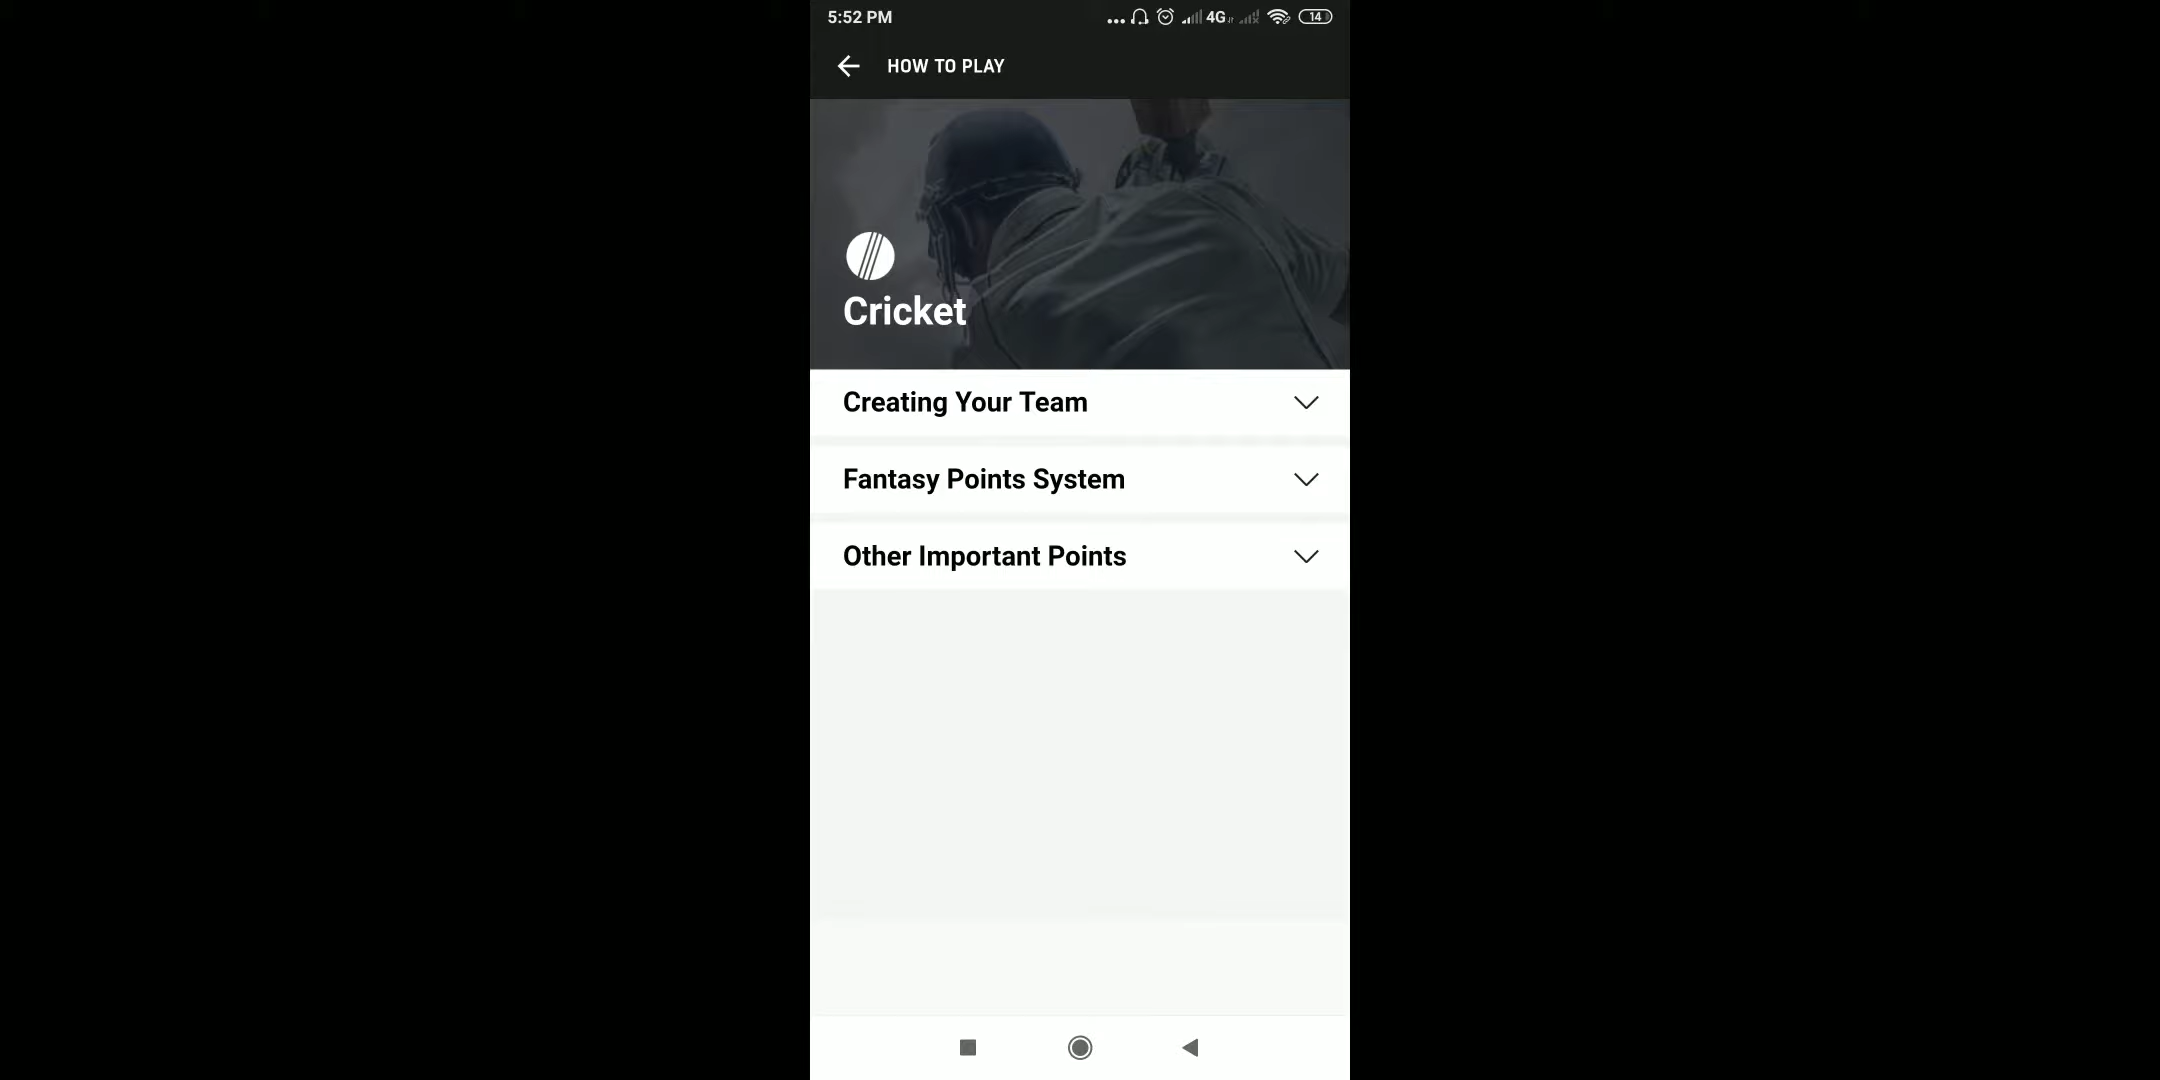 5:52 PM
4G
14
HOW TO PLAY
Cricket
Creating Your Team
Fantasy Points System
Other Important Points